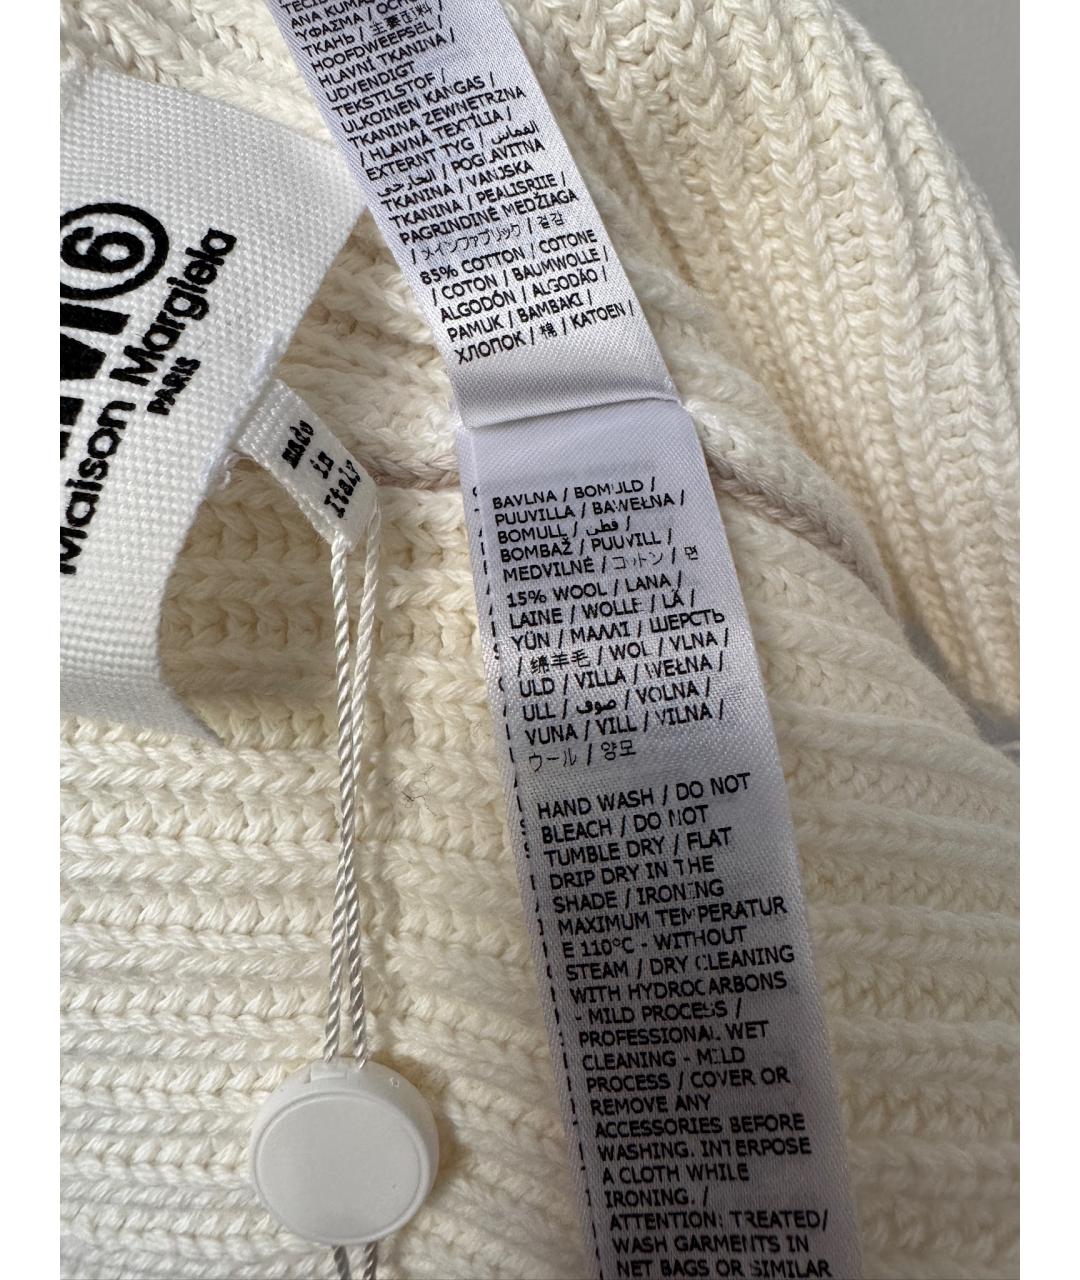 ANA KUMAŞ
ΥΦΑΣΜΑ /
ТКАНЬ / 主要面料
HOOFDWEEFSEL /
HLAVNÍ TKANINA /
UDVENDIGT
TEKSTILSTOF /
ULKOINEN KANGAS /
TKANINA ZEWNĘTRZNA
/ HLAVNÁ TEXTÍLIA /
EXTERNT TYG / القماش
الخارجي / POGLAVITNA
TKANINA / VANJSKA
TKANINA / PEALISRIIE /
PAGRINDINĖ MEDŽIAGA
/ メインファブリック / 겉감
85% COTTON / COTONE
/ COTON / BAUMWOLLE /
ALGODÓN / ALGODÃO /
PAMUK / BAMBAKI /
ХЛОПОК / 棉 / KATOEN /
6
Maison Margiela
PARIS
made
in
Italy
BAVLNA / BOMULD /
PUUVILLA / BAWEŁNA /
BOMULL / قطن /
BOMBAŽ / PUUVILL /
MEDVILNĖ / コットン / 면
15% WOOL / LANA /
LAINE / WOLLE / LÃ /
YÜN / ΜΑΛΛΙ / ШЕРСТЬ
/ 绵羊毛 / WOL / VLNA /
ULD / VILLA / WEŁNA /
ULL / صوف / VOLNA /
VUNA / VILL / VILNA /
ウール / 양모
HAND WASH / DO NOT
BLEACH / DO NOT
TUMBLE DRY / FLAT
DRIP DRY IN THE
SHADE / IRONING
MAXIMUM TEMPERATUR
E 110°C - WITHOUT
STEAM / DRY CLEANING
WITH HYDROCARBONS
- MILD PROCESS /
PROFESSIONAL WET
CLEANING - MILD
PROCESS / COVER OR
REMOVE ANY
ACCESSORIES BEFORE
WASHING. INTERPOSE
A CLOTH WHILE
IRONING. /
ATTENTION: TREATED/
WASH GARMENTS IN
NET BAGS OR SIMILAR